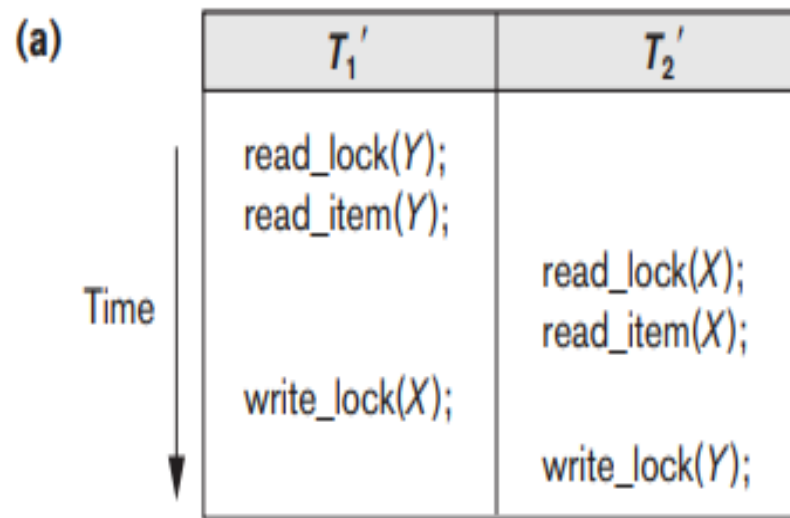 (a)
T₁′ T₂′
read_lock(Y);
read_item(Y);
read_lock(X);
Time
read_item(X);
write_lock(X);
write_lock(Y);